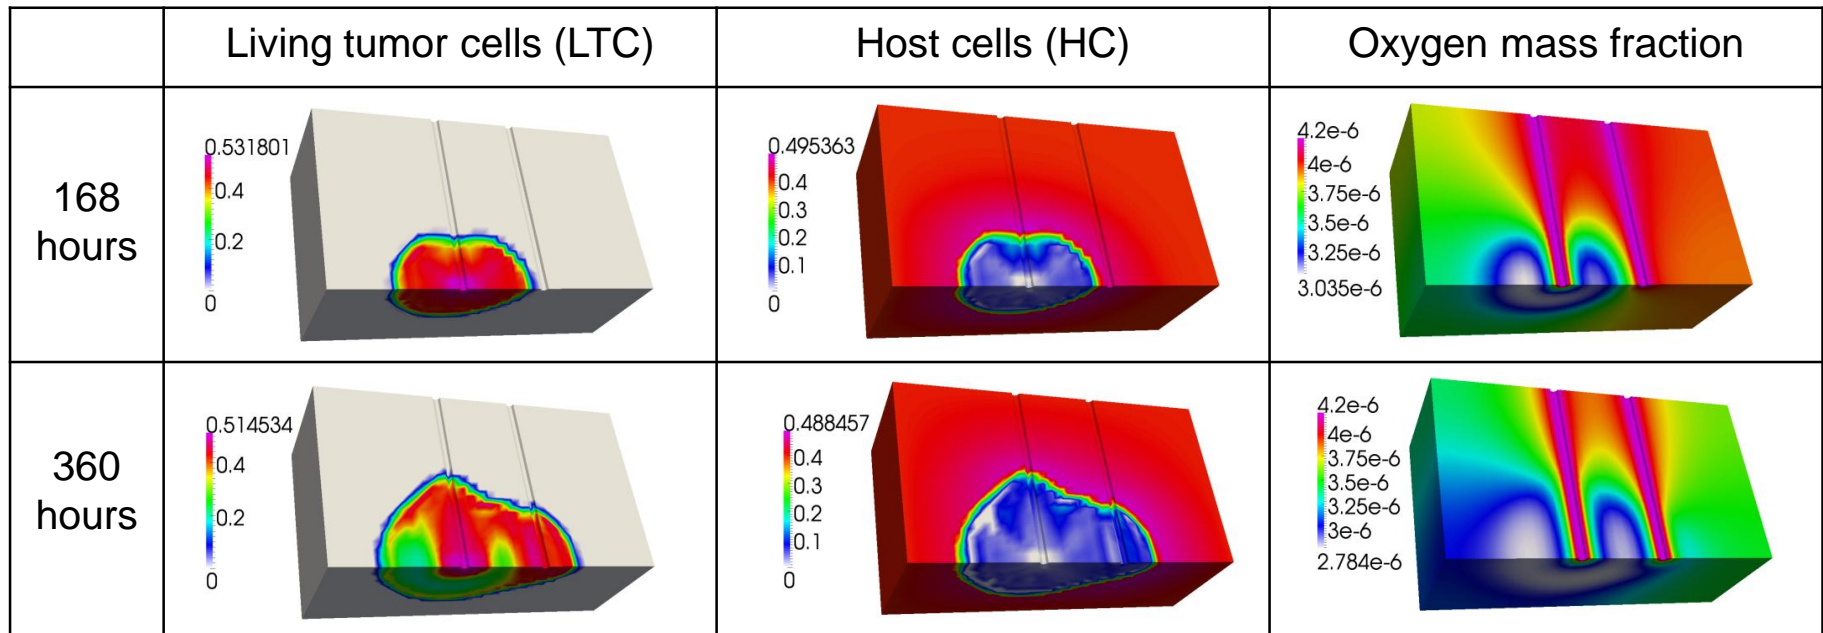 Living tumor cells (LTC)
Host cells (HC)
Oxygen mass fraction
168
hours
0.531801
0.4
0.2
0
0.495363
0.4
0.3
0.2
0.1
0
4.2e-6
4e-6
3.75e-6
3.5e-6
3.25e-6
3.035e-6
360
hours
0.514534
0.4
0.2
0
0.488457
0.4
0.3
0.2
0.1
0
4.2e-6
4e-6
3.75e-6
3.5e-6
3.25e-6
3e-6
2.784e-6